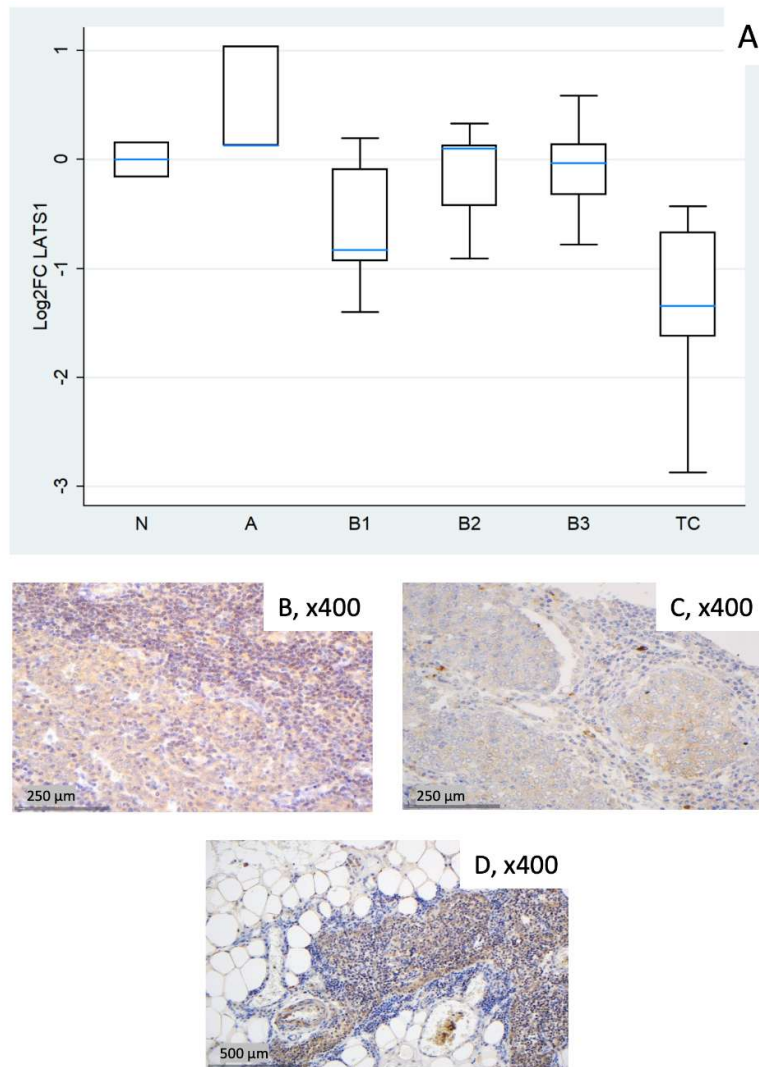 A
Log2FC LATS1
1
0
-1
-2
-3
N A B1 B2 B3 TC
B, x400
250 µm
C, x400
250 µm
D, x400
500 µm